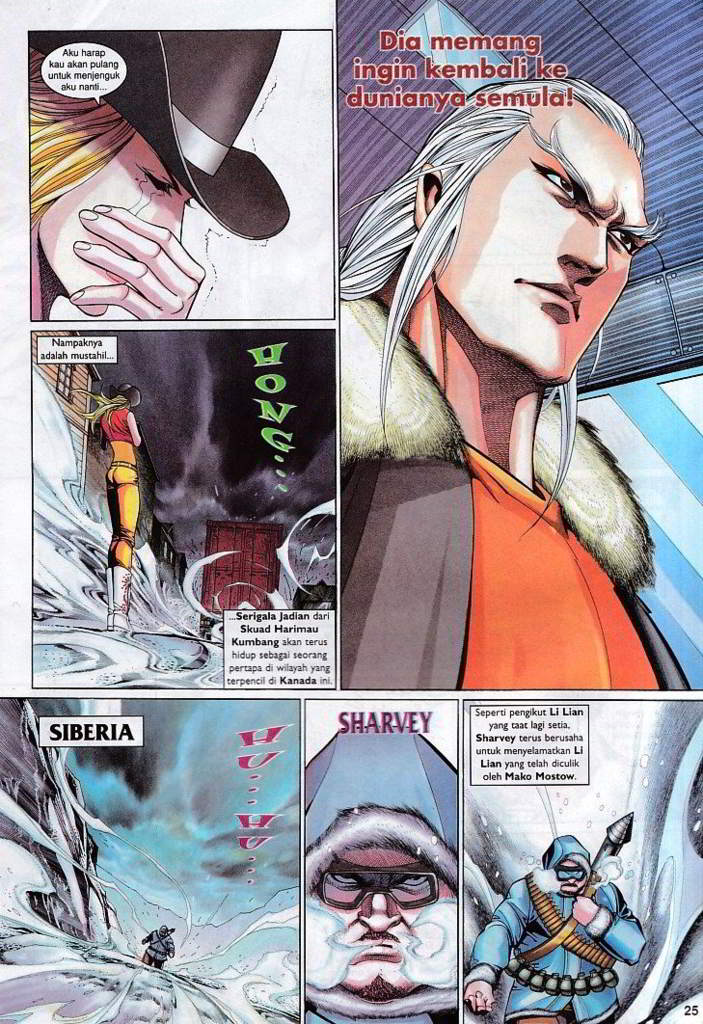 Aku harap
kau akan pulang
untuk menjenguk
aku nanti...
Dia memang
ingin kembali ke
dunianya semula!
Nampaknya
adalah mustahil...
HONG...
...Serigala Jadian dari
Skuad Harimau
Kumbang akan terus
hidup sebagai seorang
pertapa di wilayah yang
terpencil di Kanada ini.
SIBERIA
HU... HU...
SHARVEY
Seperti pengikut Li Lian
yang taat lagi setia,
Sharvey terus berusaha
untuk menyelamatkan Li
Lian yang telah diculik
oleh Mako Mostow.
25